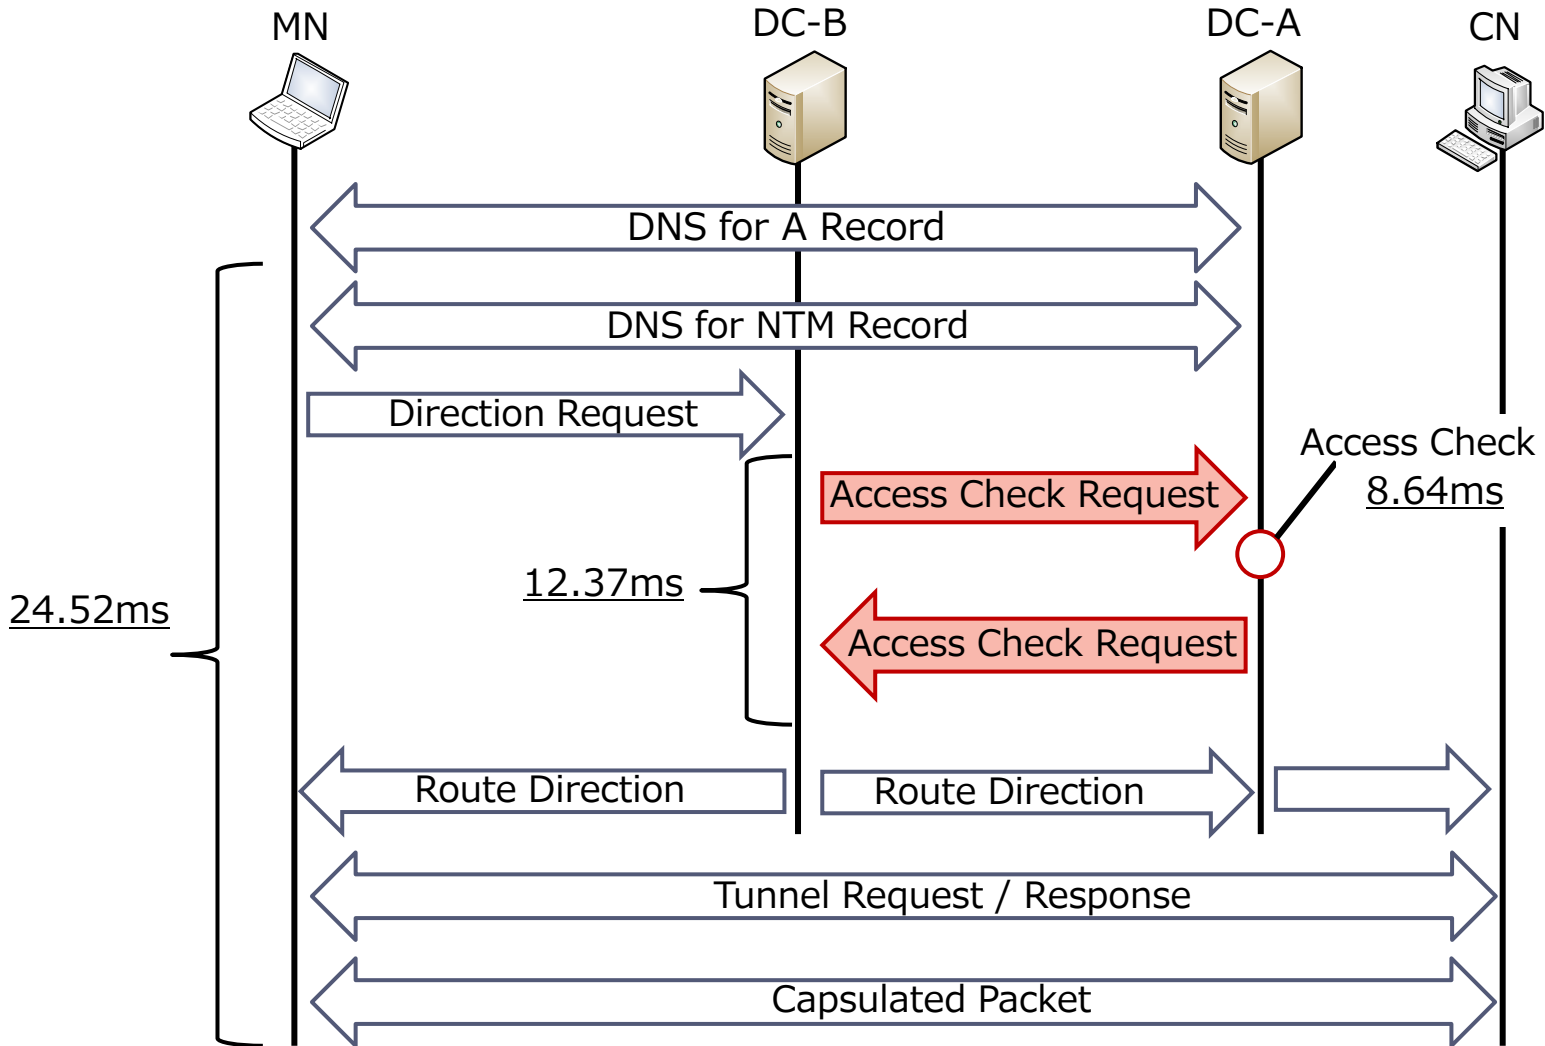 MN
DC-B
DC-A
CN
DNS for A Record
DNS for NTM Record
Direction Request
Access Check
8.64ms
Access Check Request
12.37ms
24.52ms
Access Check Request
Route Direction
Route Direction
Tunnel Request / Response
Capsulated Packet